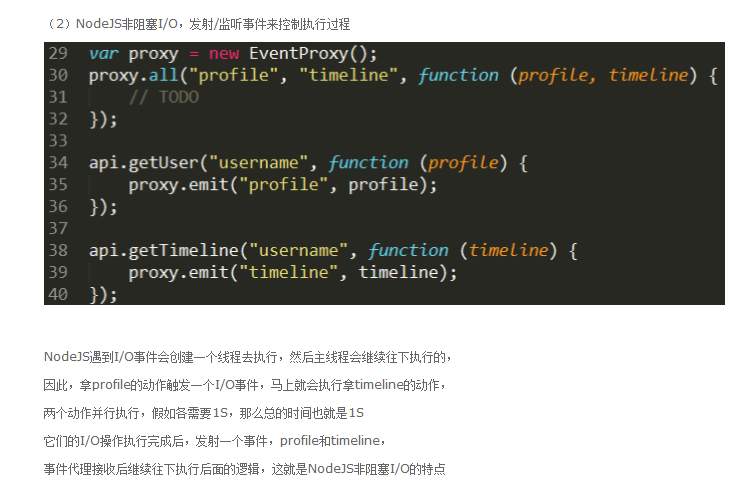 （2）NodeJS非阻塞I/O，发射/监听事件来控制执行过程
29 var proxy = new EventProxy();
30 proxy.all("profile", "timeline", function (profile, timeline) {
31     // TODO
32 });
33
34 api.getUser("username", function (profile) {
35     proxy.emit("profile", profile);
36 });
37
38 api.getTimeline("username", function (timeline) {
39     proxy.emit("timeline", timeline);
40 });
NodeJS遇到I/O事件会创建一个线程去执行，然后主线程会继续往下执行的，
因此，拿profile的动作触发一个I/O事件，马上就会执行拿timeline的动作，
两个动作并行执行，假如各需要1S，那么总的时间也就是1S
它们的I/O操作执行完成后，发射一个事件，profile和timeline，
事件代理接收后继续往下执行后面的逻辑，这就是NodeJS非阻塞I/O的特点